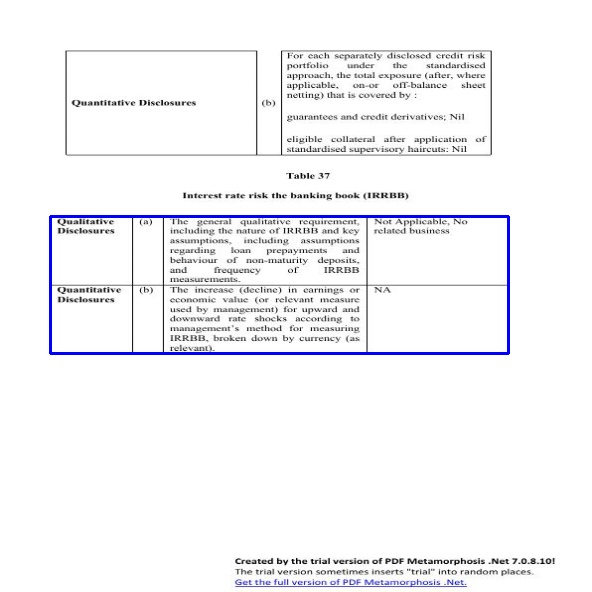 For each separately disclosed credit risk
portfolio under the standardised
approach, the total exposure (after, where
applicable, on-or off-balance sheet
netting) that is covered by :
Quantitative Disclosures (b)
guarantees and credit derivatives; Nil
eligible collateral after application of
standardised supervisory haircuts: Nil
Table 37
Interest rate risk the banking book (IRRBB)
Qualitative (a) The general qualitative requirement, Not Applicable, No
Disclosures including the nature of IRRBB and key related business
assumptions, including assumptions
regarding loan prepayments and
behaviour of non-maturity deposits,
and frequency of IRRBB
measurements.
Quantitative (b) The increase (decline) in earnings or NA
Disclosures economic value (or relevant measure
used by management) for upward and
downward rate shocks according to
management's method for measuring
IRRBB, broken down by currency (as
relevant).
Created by the trial version of PDF Metamorphosis .Net 7.0.8.10!
The trial version sometimes inserts "trial" into random places.
Get the full version of PDF Metamorphosis .Net.